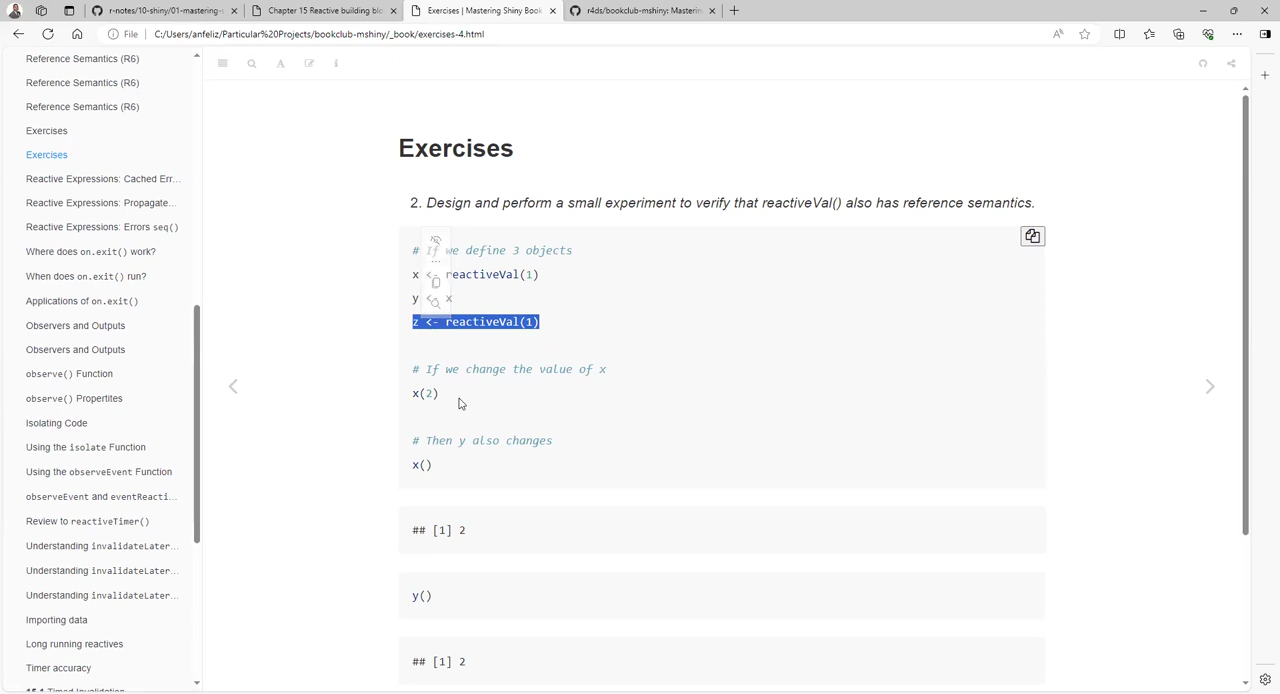 r-notes/10-shiny/01-mastering-s
Chapter 15 Reactive building blo
Exercises | Mastering Shiny Book
r4ds/bookclub-mshiny: Masterin
File
C:/Users/anfeliz/Particular%20Projects/bookclub-mshiny/_book/exercises-4.html
Reference Semantics (R6)
Reference Semantics (R6)
Reference Semantics (R6)
Exercises
Exercises
Reactive Expressions: Cached Err...
Reactive Expressions: Propagate...
Reactive Expressions: Errors seq()
Where does on.exit() work?
When does on.exit() run?
Applications of on.exit()
Observers and Outputs
Observers and Outputs
observe() Function
observe() Propertites
Isolating Code
Using the isolate Function
Using the observeEvent Function
observeEvent and eventReacti...
Review to reactiveTimer()
Understanding invalidateLater...
Understanding invalidateLater...
Understanding invalidateLater...
Importing data
Long running reactives
Timer accuracy
15.1 Timed Invalidation
Exercises
2. Design and perform a small experiment to verify that reactiveVal() also has reference semantics.
# If we define 3 objects
x <- reactiveVal(1)
y <- x
z <- reactiveVal(1)
# If we change the value of x
x(2)
# Then y also changes
x()
## [1] 2
y()
## [1] 2